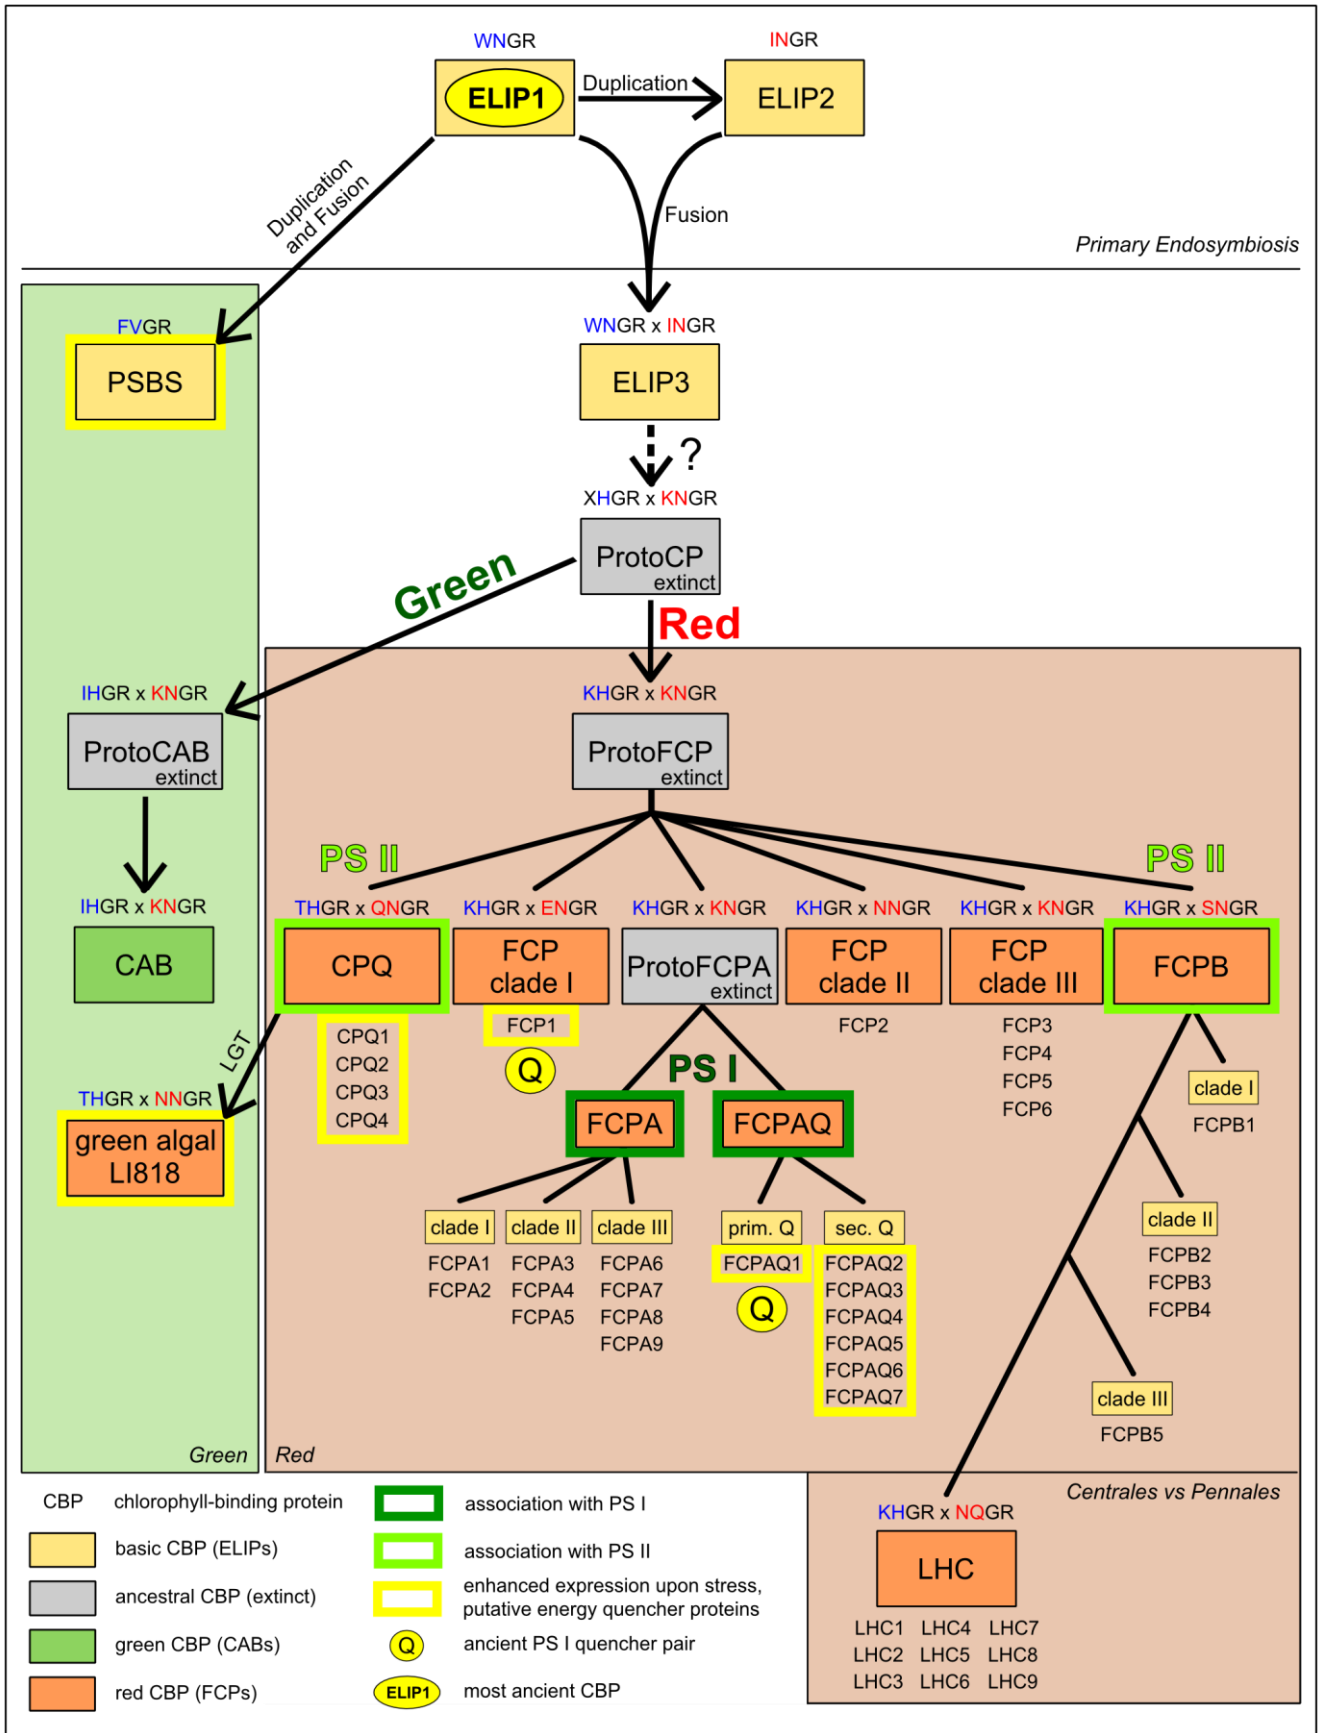 WNGR
INGR
ELIP1
Duplication
ELIP2
Duplication
and Fusion
Fusion
Primary Endosymbiosis
FVGR
PSBS
WNGR x INGR
ELIP3
?
XHGR x KNGR
ProtoCP
extinct
Green
Red
IHGR x KNGR
ProtoCAB
extinct
KHGR x KNGR
ProtoFCP
extinct
PS II
PS II
IHGR x KNGR
CAB
THGR x QNGR
CPQ
KHGR x ENGR
FCP
clade I
KHGR x KNGR
ProtoFCPA
extinct
KHGR x NNGR
FCP
clade II
KHGR x KNGR
FCP
clade III
KHGR x SNGR
FCPB
LGT
CPQ1
CPQ2
CPQ3
CPQ4
FCP1
Q
FCP2
FCP3
FCP4
FCP5
FCP6
PS I
THGR x NNGR
green algal
LI818
FCPA
FCPAQ
clade I
FCPB1
clade I
FCPA1
FCPA2
clade II
FCPA3
FCPA4
FCPA5
clade III
FCPA6
FCPA7
FCPA8
FCPA9
prim. Q
FCPAQ1
Q
sec. Q
FCPAQ2
FCPAQ3
FCPAQ4
FCPAQ5
FCPAQ6
FCPAQ7
clade II
FCPB2
FCPB3
FCPB4
clade III
FCPB5
Green
Red
Centrales vs Pennales
KHGR x NQGR
LHC
LHC1 LHC4 LHC7
LHC2 LHC5 LHC8
LHC3 LHC6 LHC9
CBP chlorophyll-binding protein
basic CBP (ELIPs)
ancestral CBP (extinct)
green CBP (CABs)
red CBP (FCPs)
association with PS I
association with PS II
enhanced expression upon stress,
putative energy quencher proteins
Q ancient PS I quencher pair
ELIP1 most ancient CBP